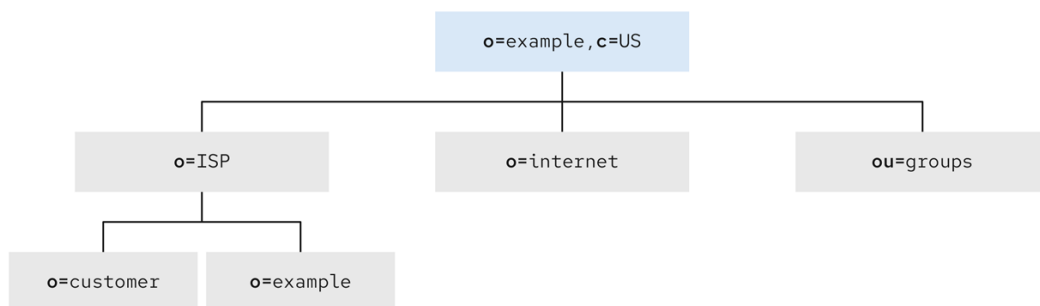 o=example,c=US
o=ISP
o=internet
ou=groups
o=customer
o=example